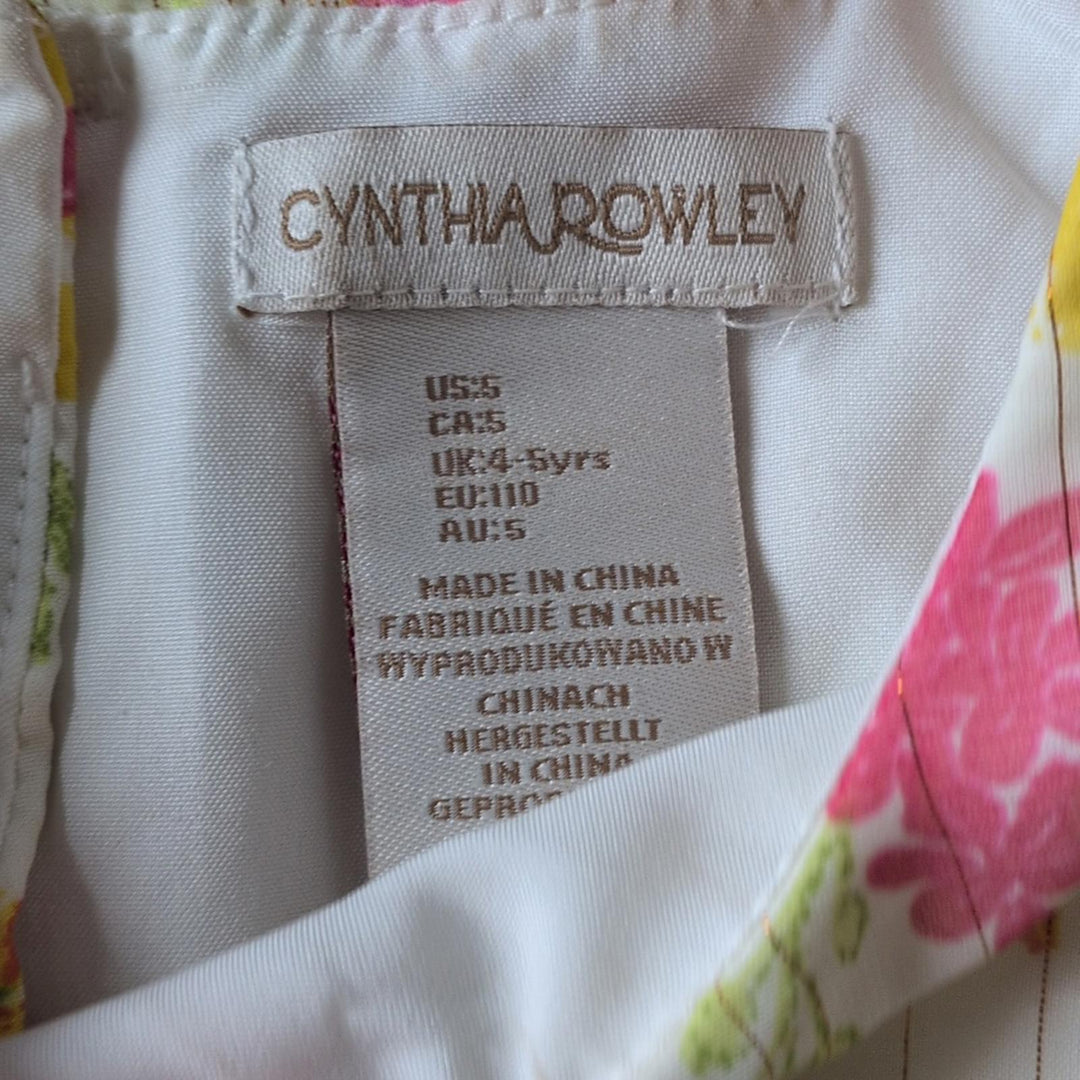 CYNTHIA ROWLEY
US:5
CA:5
UK:4-5yrs
EU:110
AU:5
MADE IN CHINA
FABRIQUÉ EN CHINE
WYPRODUKOWANO W
CHINACH
HERGESTELLT
IN CHINA